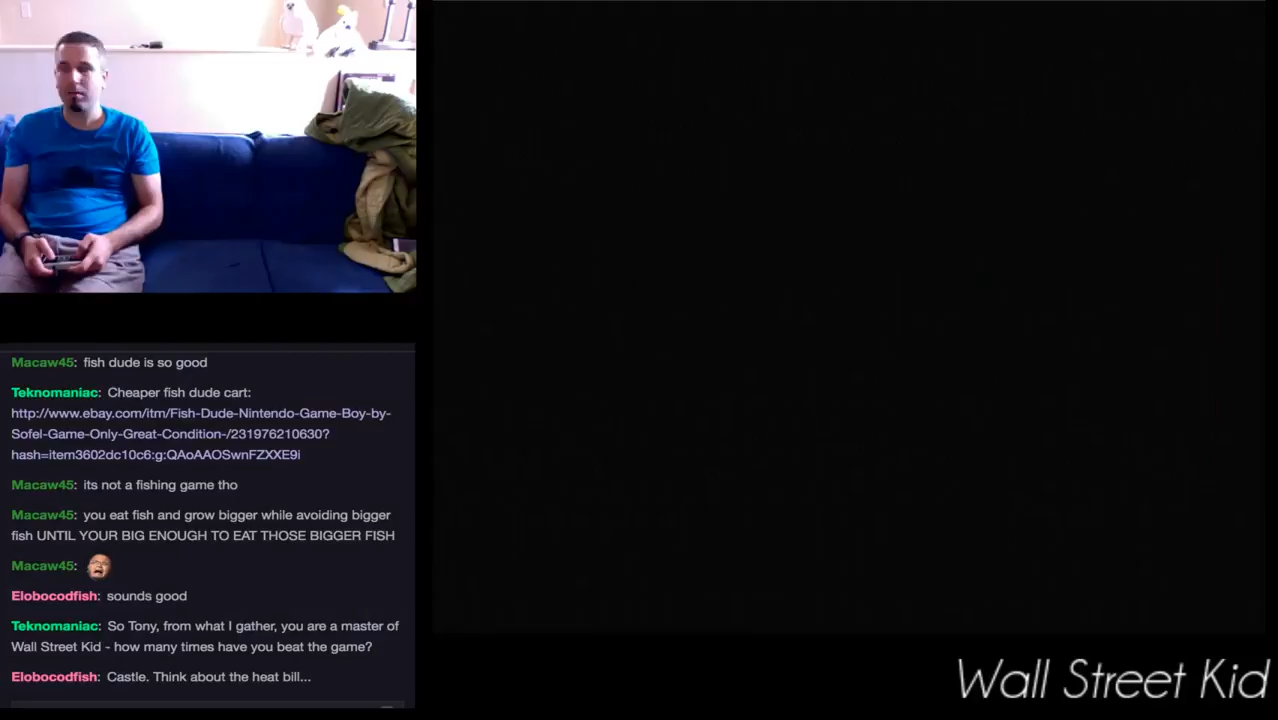 Macaw45: fish dude is so good
Teknomaniac: Cheaper fish dude cart:
http://www.ebay.com/itm/Fish-Dude-Nintendo-Game-Boy-by-
Sofel-Game-Only-Great-Condition-/231976210630?
hash=item3602dc10c6:g:QAoAAOSwnFZXXE9i
Macaw45: its not a fishing game tho
Macaw45: you eat fish and grow bigger while avoiding bigger
fish UNTIL YOUR BIG ENOUGH TO EAT THOSE BIGGER FISH
Macaw45:
Elobocodfish: sounds good
Teknomaniac: So Tony, from what I gather, you are a master of
Wall Street Kid - how many times have you beat the game?
Elobocodfish: Castle. Think about the heat bill...
Wall Street Kid